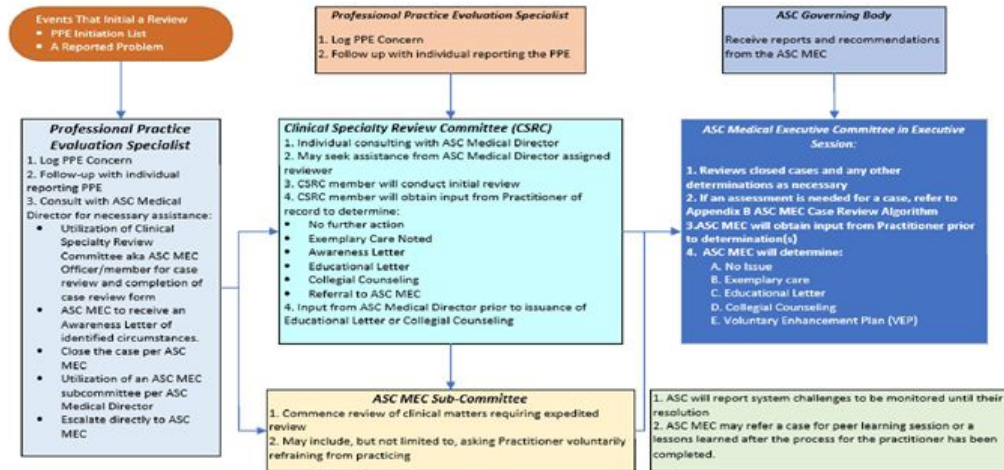 Events That Initial a Review
• PPE Initiation List
• A Reported Problem
Professional Practice Evaluation Specialist
1. Log PPE Concern
2. Follow up with individual reporting the PPE
ASC Governing Body
Receive reports and recommendations
from the ASC MEC
Professional Practice
Evaluation Specialist
1. Log PPE Concern
2. Follow-up with individual
reporting PPE
3. Consult with ASC Medical
Director for necessary assistance:
• Utilization of Clinical
Specialty Review
Committee aka ASC MEC
Officer/member for case
review and completion of
case review form
• ASC MEC to receive an
Awareness Letter of
identified circumstances.
• Close the case per ASC
MEC
• Utilization of an ASC MEC
subcommittee per ASC
Medical Director
• Escalate directly to ASC
MEC
Clinical Specialty Review Committee (CSRC)
1. Individual consulting with ASC Medical Director
2. May seek assistance from ASC Medical Director assigned
reviewer
3. CSRC member will conduct initial review
4. CSRC member will obtain input from Practitioner of
record to determine:
• No further action
• Exemplary Care Noted
• Awareness Letter
• Educational Letter
• Collegial Counseling
• Referral to ASC MEC
4. Input from ASC Medical Director prior to issuance of
Educational Letter or Collegial Counseling
ASC Medical Executive Committee in Executive
Session:
1. Reviews closed cases and any other
determinations as necessary
2. If an assessment is needed for a case, refer to
Appendix B ASC MEC Case Review Algorithm
3.ASC MEC will obtain input from Practitioner prior
to determination(s)
4. ASC MEC will determine:
A. No Issue
B. Exemplary care
C. Educational Letter
D. Collegial Counseling
E. Voluntary Enhancement Plan (VEP)
ASC MEC Sub-Committee
1. Commence review of clinical matters requiring expedited
review
2. May include, but not limited to, asking Practitioner voluntarily
refraining from practicing
1. ASC will report system challenges to be monitored until their
resolution
2. ASC MEC may refer a case for peer learning session or a
lessons learned after the process for the practitioner has been
completed.